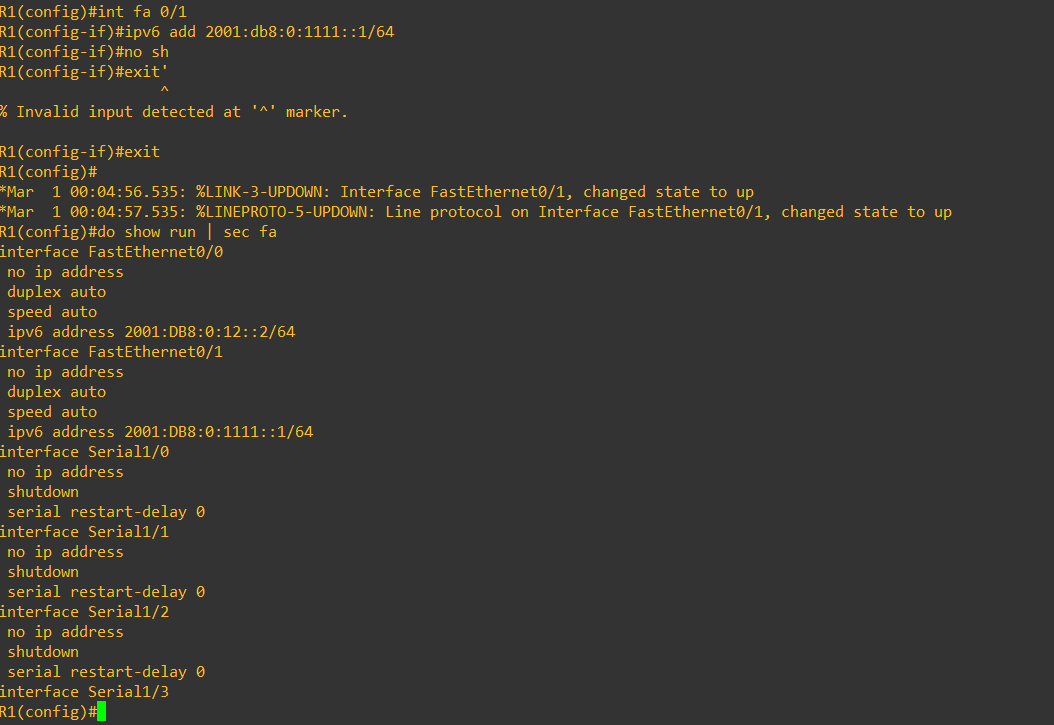 R1(config)#int fa 0/1
R1(config-if)#ipv6 add 2001:db8:0:1111::1/64
R1(config-if)#no sh
R1(config-if)#exit'
                  ^
% Invalid input detected at '^' marker.

R1(config-if)#exit
R1(config)#
*Mar  1 00:04:56.535: %LINK-3-UPDOWN: Interface FastEthernet0/1, changed state to up
*Mar  1 00:04:57.535: %LINEPROTO-5-UPDOWN: Line protocol on Interface FastEthernet0/1, changed state to up
R1(config)#do show run | sec fa
interface FastEthernet0/0
 no ip address
 duplex auto
 speed auto
 ipv6 address 2001:DB8:0:12::2/64
interface FastEthernet0/1
 no ip address
 duplex auto
 speed auto
 ipv6 address 2001:DB8:0:1111::1/64
interface Serial1/0
 no ip address
 shutdown
 serial restart-delay 0
interface Serial1/1
 no ip address
 shutdown
 serial restart-delay 0
interface Serial1/2
 no ip address
 shutdown
 serial restart-delay 0
interface Serial1/3
R1(config)#